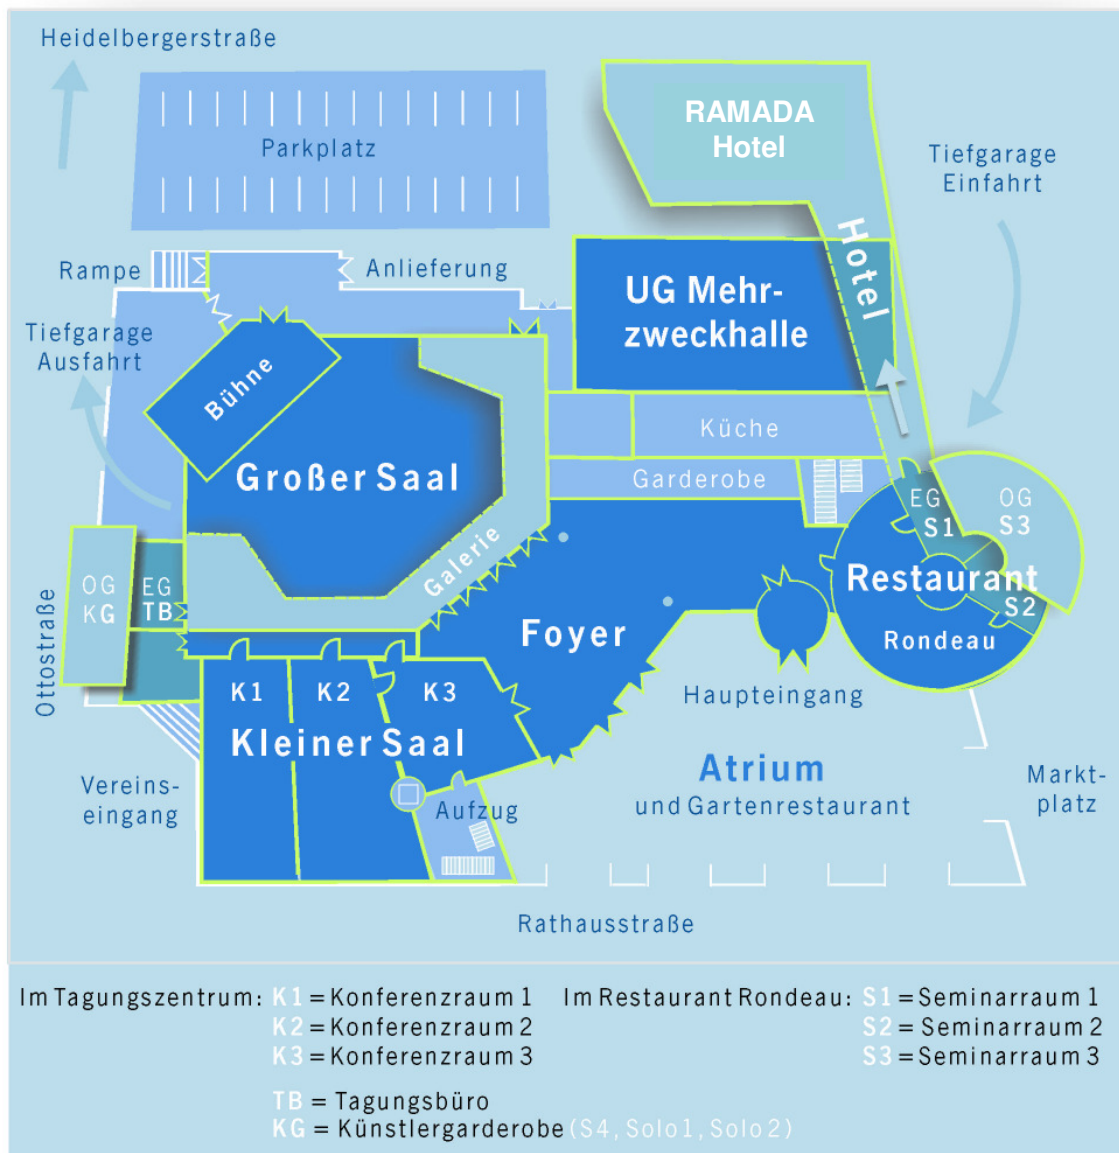 Heidelbergerstraße
Parkplatz
RAMADA
Hotel
Tiefgarage
Einfahrt
Hotel
Rampe
Anlieferung
UG Mehr-
zweckhalle
Tiefgarage
Ausfahrt
Bühne
Großer Saal
Küche
Garderobe
Galerie
EG
S1
OG
S3
Restaurant
S2
Rondeau
OG
KG
EG
TB
Ottostraße
Foyer
K1
K2
K3
Kleiner Saal
Haupteingang
Atrium
und Gartenrestaurant
Markt-
platz
Vereins-
eingang
Aufzug
Rathausstraße
Im Tagungszentrum: K1 = Konferenzraum 1
K2 = Konferenzraum 2
K3 = Konferenzraum 3
TB = Tagungsbüro
KG = Künstlergarderobe (S4, Solo1, Solo2)
Im Restaurant Rondeau: S1 = Seminarraum 1
S2 = Seminarraum 2
S3 = Seminarraum 3